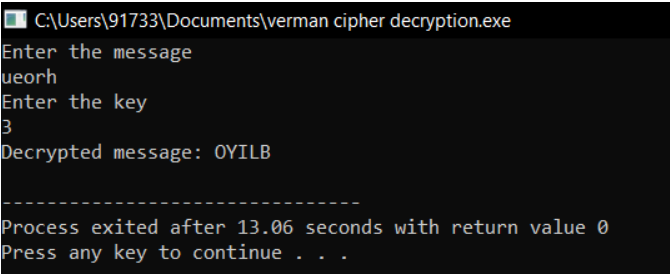 C:\Users\91733\Documents\verman cipher decryption.exe
Enter the message
ueorh
Enter the key
3
Decrypted message: OYILB
--------------------------------
Process exited after 13.06 seconds with return value 0
Press any key to continue . . .